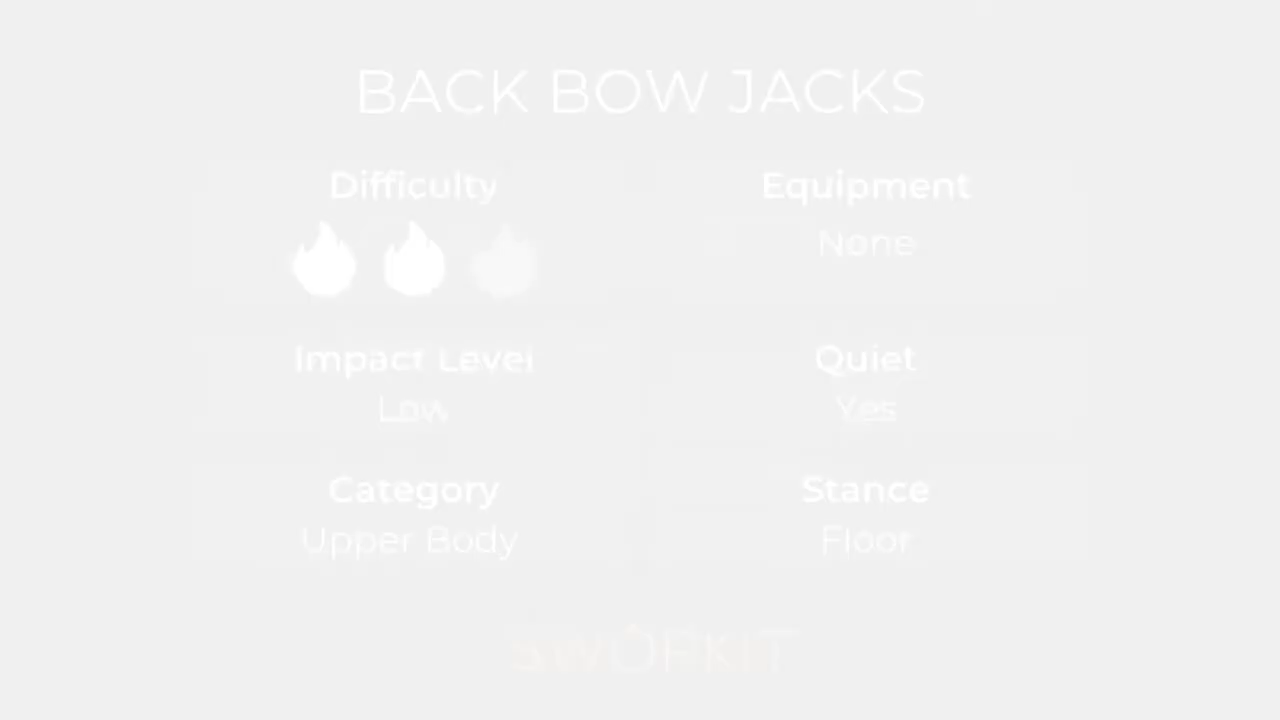 BACK BOW JACKS
Difficulty
Equipment
None
Impact Level
Low
Quiet
Yes
Category
Upper Body
Stance
Floor
SWORKIT